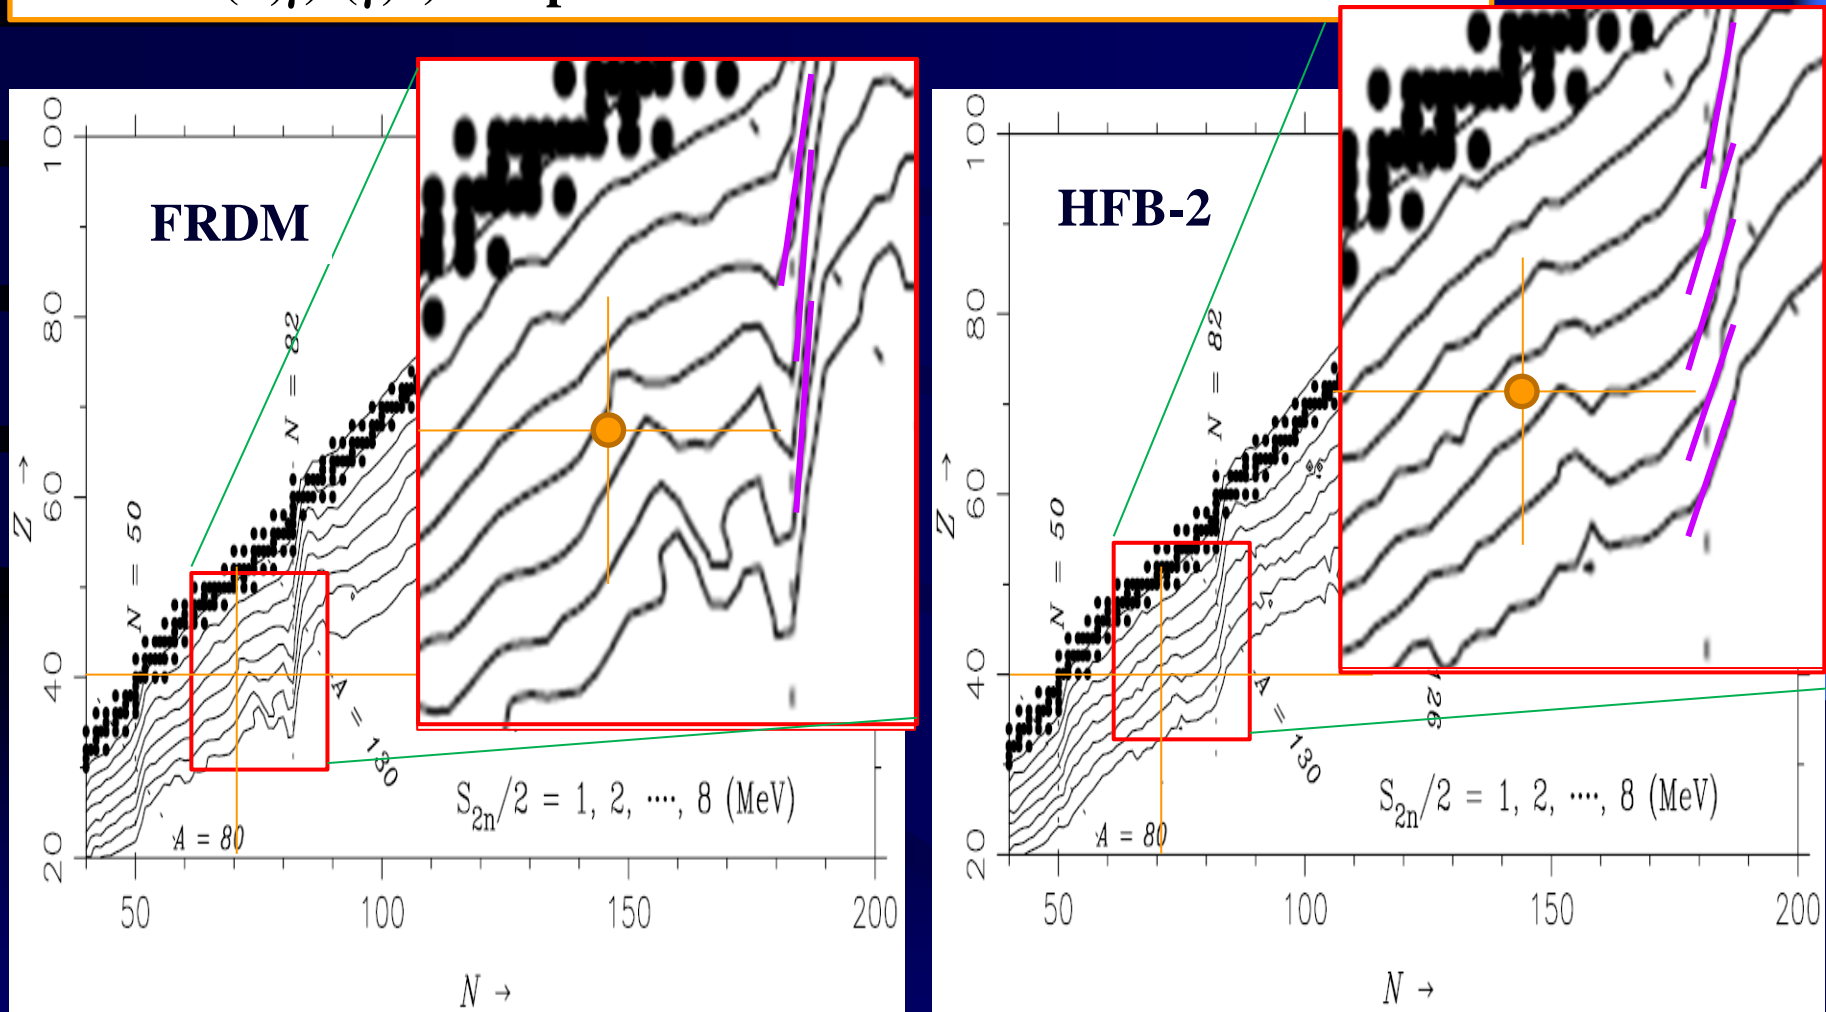 FRDM
100
80
60
40
20
Z →
N = 50
N = 82
A = 130
A = 80
S2n/2 = 1, 2, ····, 8 (MeV)
50 100 150 200
N →
HFB-2
100
80
60
40
20
Z →
N = 50
N = 82
126
A = 130
A = 80
S2n/2 = 1, 2, ····, 8 (MeV)
50 100 150 200
N →